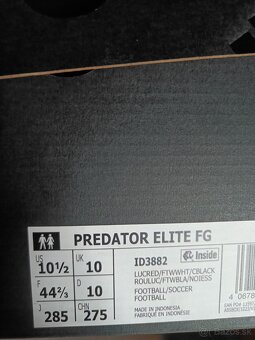 PREDATOR ELITE FG
US 10½ UK 10
F 44⅔ D 10
J 285 CHN 275
ID3882 Inside
LUCRED/FTWWHT/CBLACK
ROULUC/FTWBLA/NOIESS
FOOTBALL/SOCCER
FOOTBALL
MADE IN INDONESIA
FABRIQUÉ EN INDONÉSIE